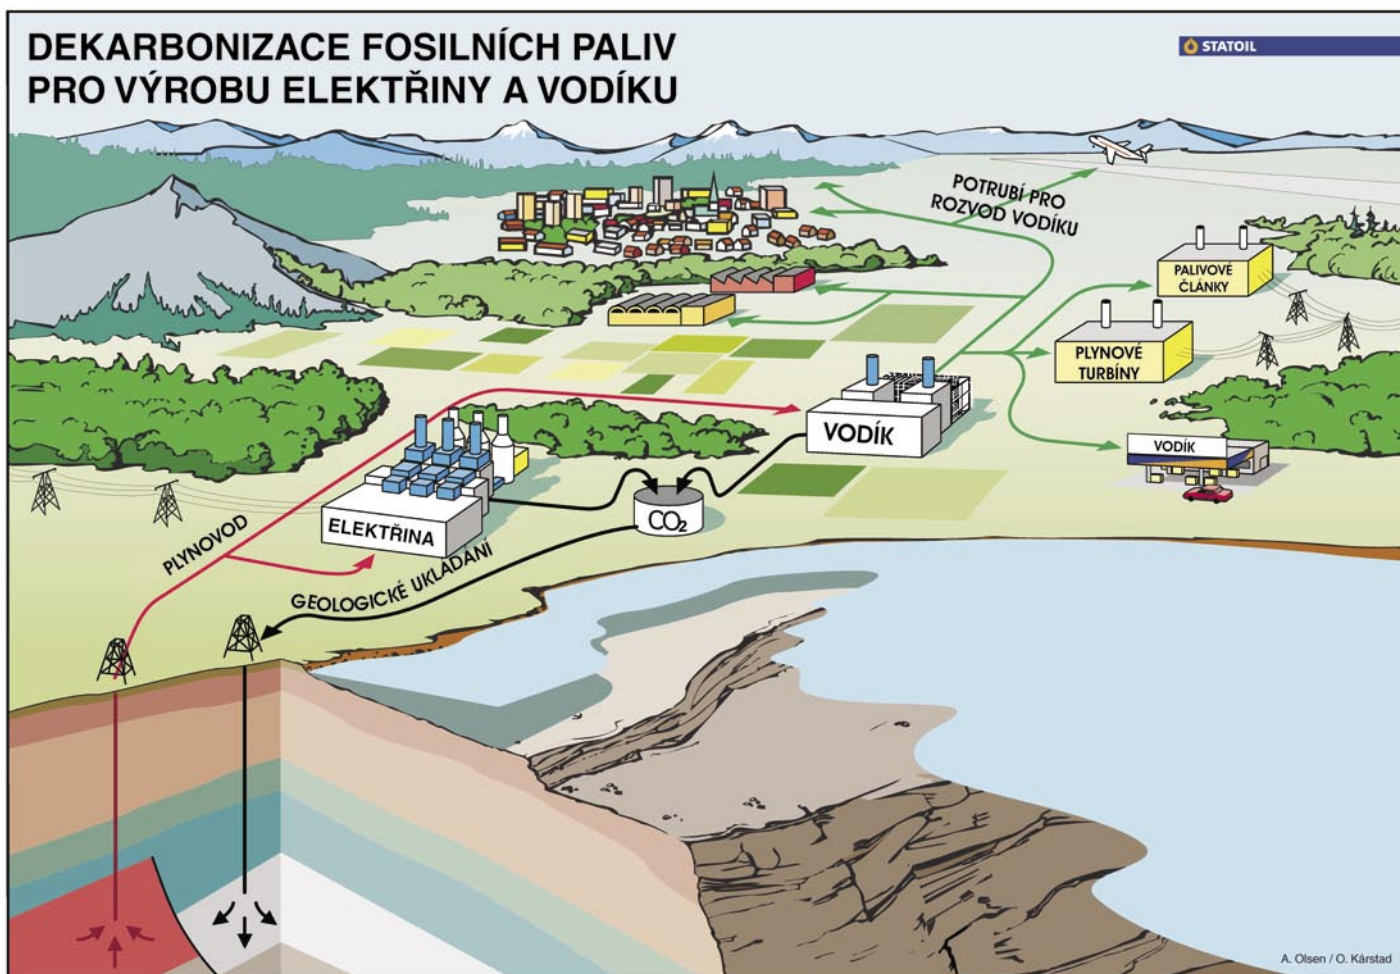 DEKARBONIZACE FOSILNÍCH PALIV
PRO VÝROBU ELEKTŘINY A VODÍKU
STATOIL
POTRUBÍ PRO
ROZVOD VODÍKU
PALIVOVÉ
ČLÁNKY
PLYNOVÉ
TURBÍNY
VODÍK
VODÍK
ELEKTŘINA
CO2
PLYNOVOD
GEOLOGICKÉ UKLÁDÁNÍ
A. Olsen / O. Kårstad